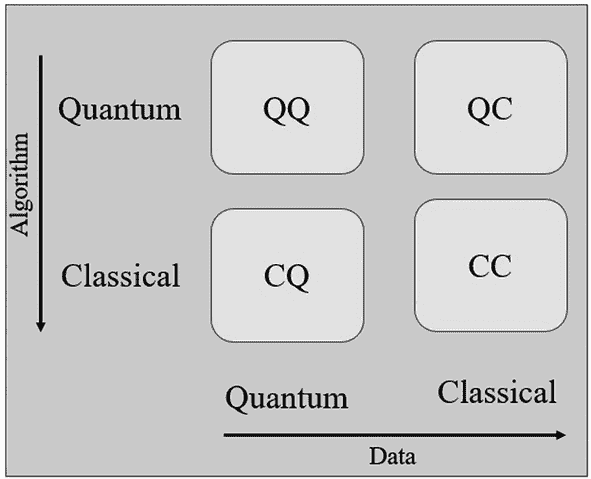 Algorithm
Quantum QQ QC
Classical CQ CC
Quantum Classical
Data